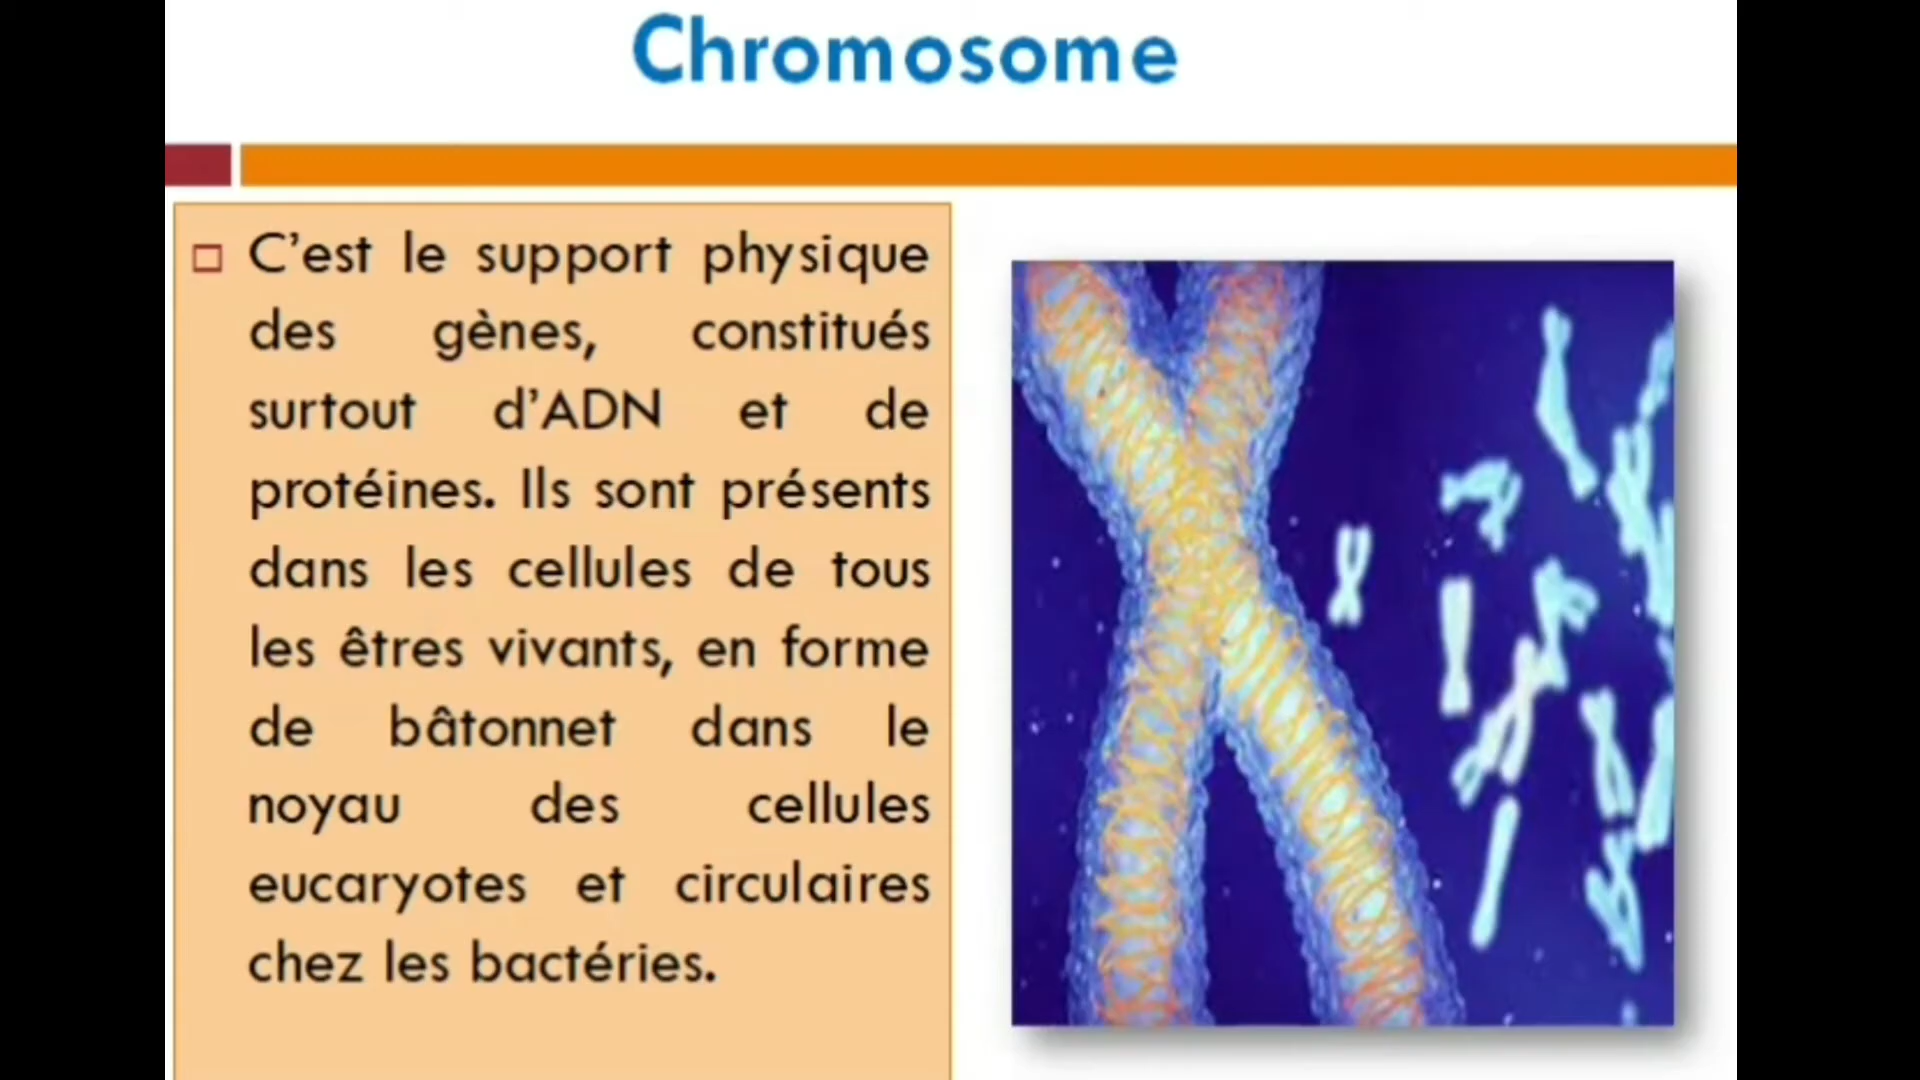 Chromosome
C’est le support physique
des gènes, constitués
surtout d’ADN et de
protéines. Ils sont présents
dans les cellules de tous
les êtres vivants, en forme
de bâtonnet dans le
noyau des cellules
eucaryotes et circulaires
chez les bactéries.